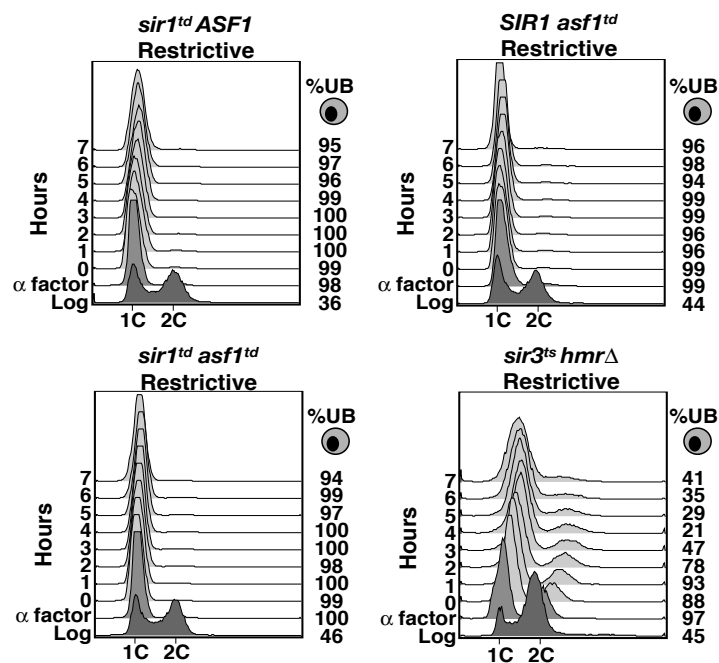 sir1td ASF1
Restrictive
%UB
7 95
6 97
5 96
4 99
3 100
2 100
1 100
0 99
α factor 98
Log 36
Hours
1C 2C
SIR1 asf1td
Restrictive
%UB
7 96
6 98
5 94
4 99
3 99
2 96
1 96
0 99
α factor 99
Log 44
Hours
1C 2C
sir1td asf1td
Restrictive
%UB
7 94
6 99
5 97
4 100
3 100
2 98
1 100
0 99
α factor 100
Log 46
Hours
1C 2C
sir3ts hmrΔ
Restrictive
%UB
7 41
6 35
5 29
4 21
3 47
2 78
1 93
0 88
α factor 97
Log 45
Hours
1C 2C